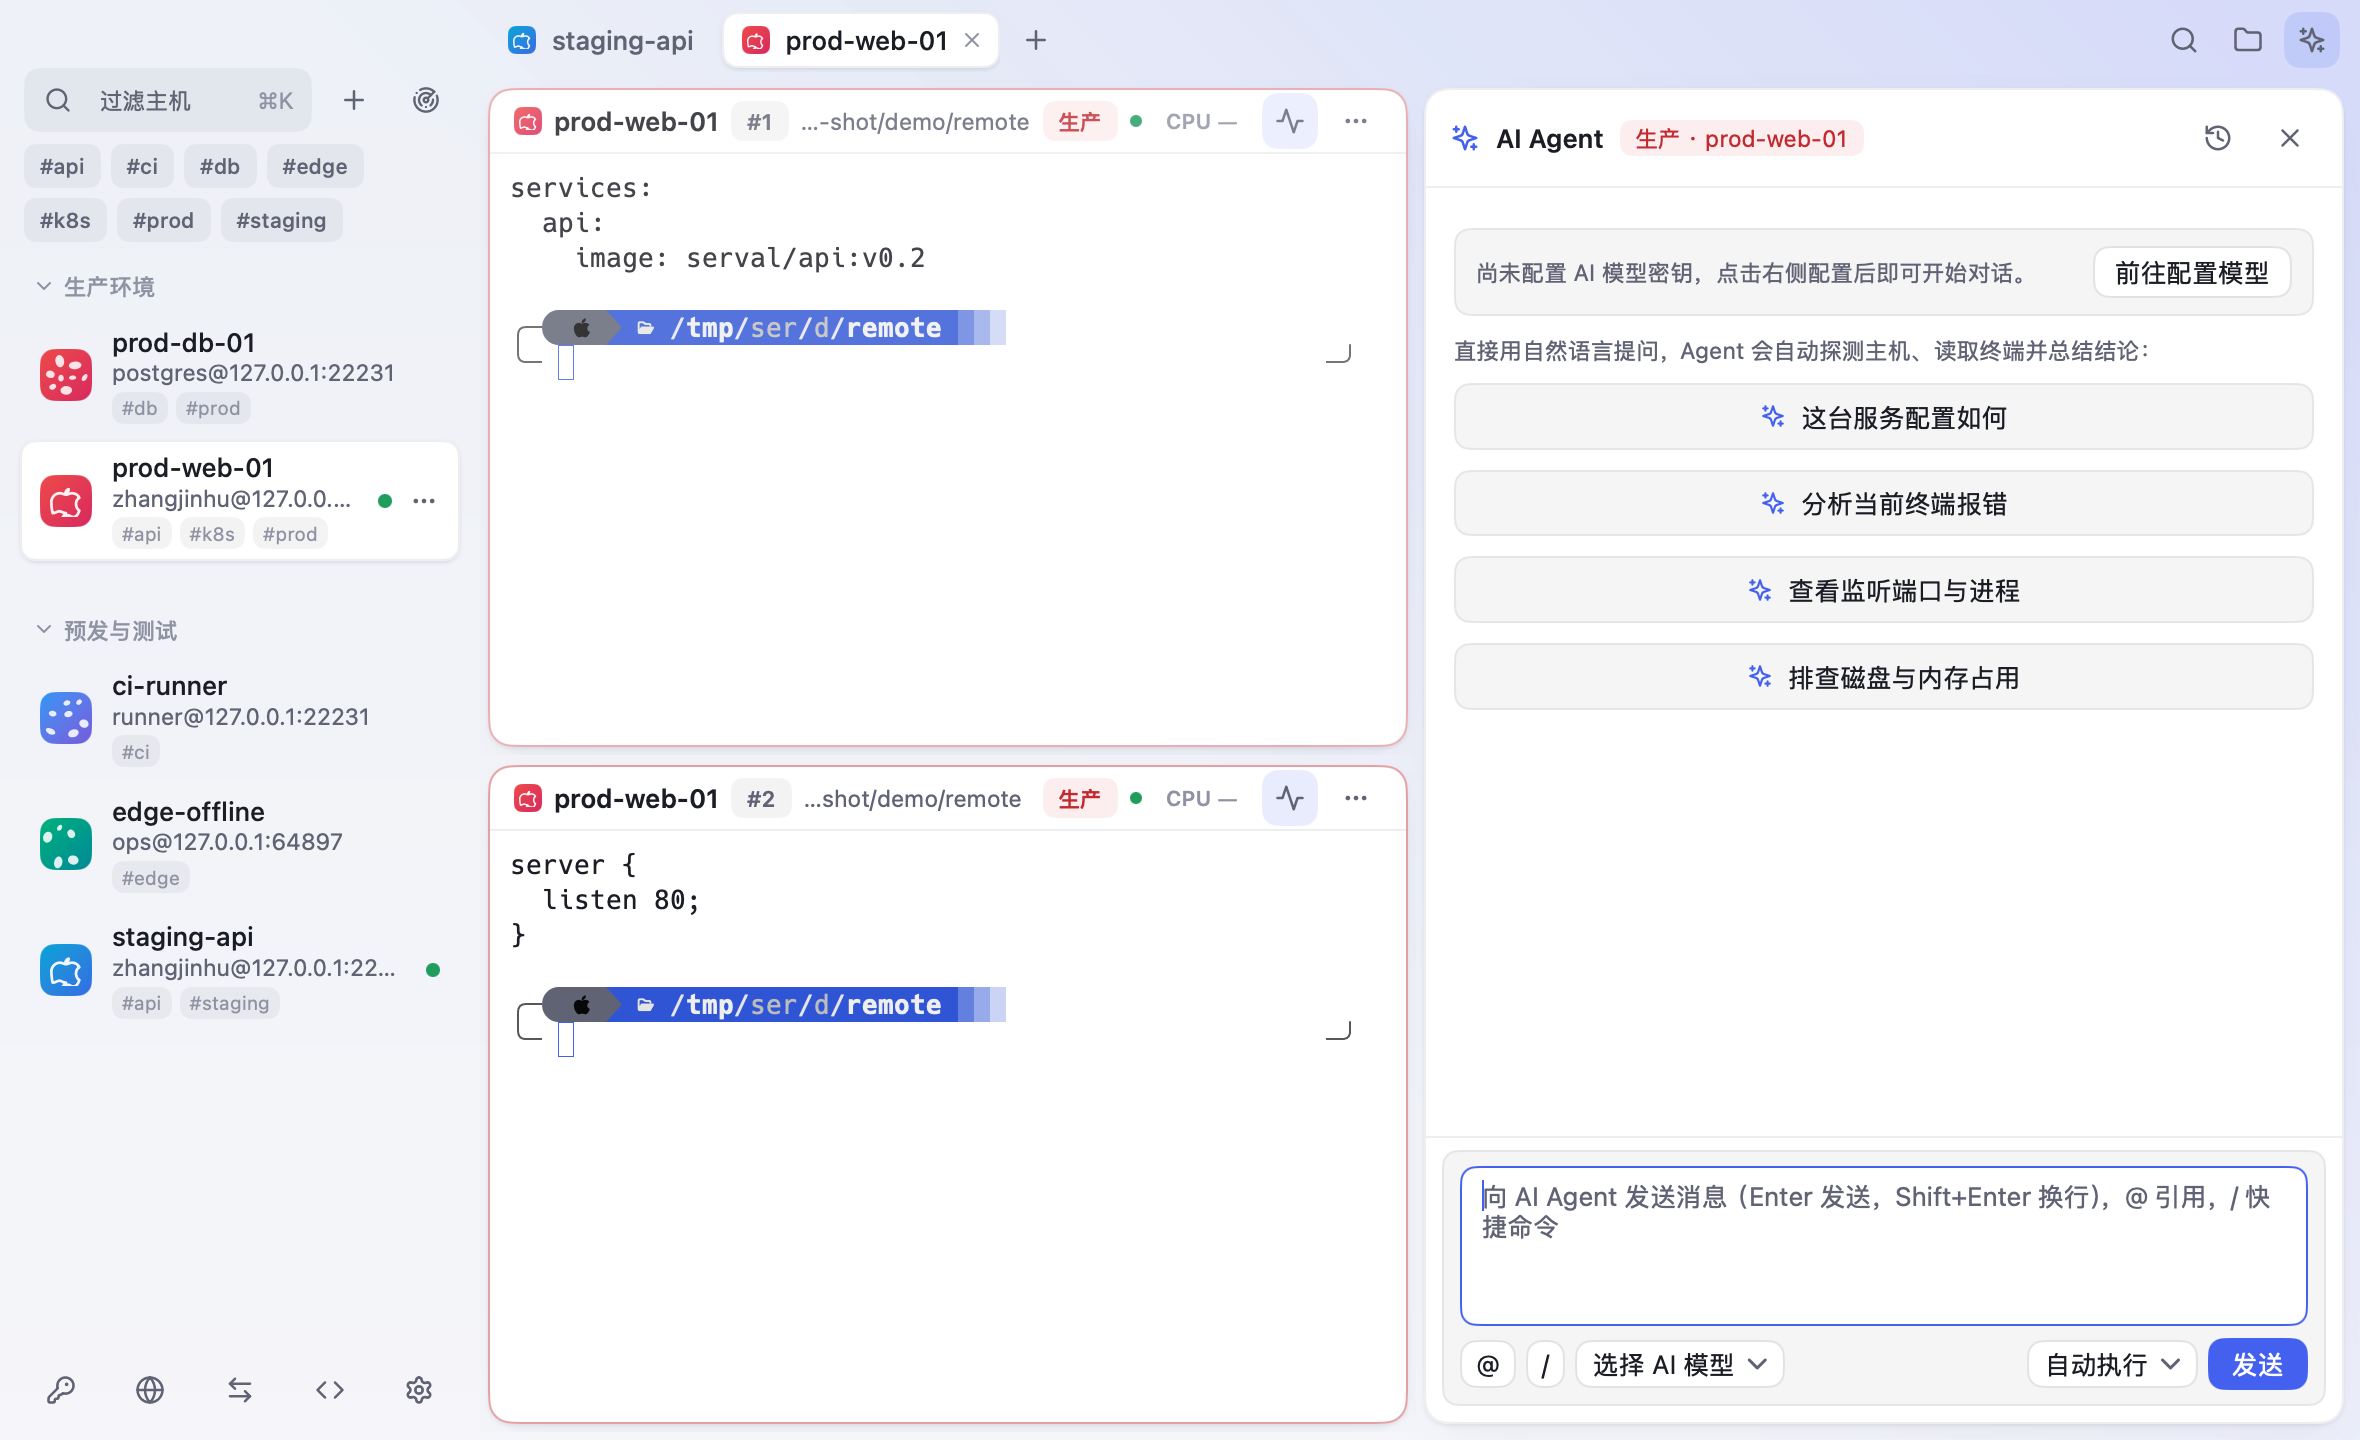 staging-api
prod-web-01
过滤主机
⌘K
#api
#ci
#db
#edge
#k8s
#prod
#staging
生产环境
prod-db-01
postgres@127.0.0.1:22231
#db
#prod
prod-web-01
zhangjinhu@127.0.0....
#api
#k8s
#prod
预发与测试
ci-runner
runner@127.0.0.1:22231
#ci
edge-offline
ops@127.0.0.1:64897
#edge
staging-api
zhangjinhu@127.0.0.1:22...
#api
#staging
prod-web-01
#1
...-shot/demo/remote
生产
CPU —
services:
  api:
    image: serval/api:v0.2
/tmp/ser/d/remote
prod-web-01
#2
...shot/demo/remote
生产
CPU —
server {
  listen 80;
}
/tmp/ser/d/remote
AI Agent
生产 · prod-web-01
尚未配置 AI 模型密钥，点击右侧配置后即可开始对话。
前往配置模型
直接用自然语言提问，Agent 会自动探测主机、读取终端并总结结论：
这台服务配置如何
分析当前终端报错
查看监听端口与进程
排查磁盘与内存占用
向 AI Agent 发送消息（Enter 发送，Shift+Enter 换行），@ 引用，/ 快
捷命令
@
/
选择 AI 模型
自动执行
发送